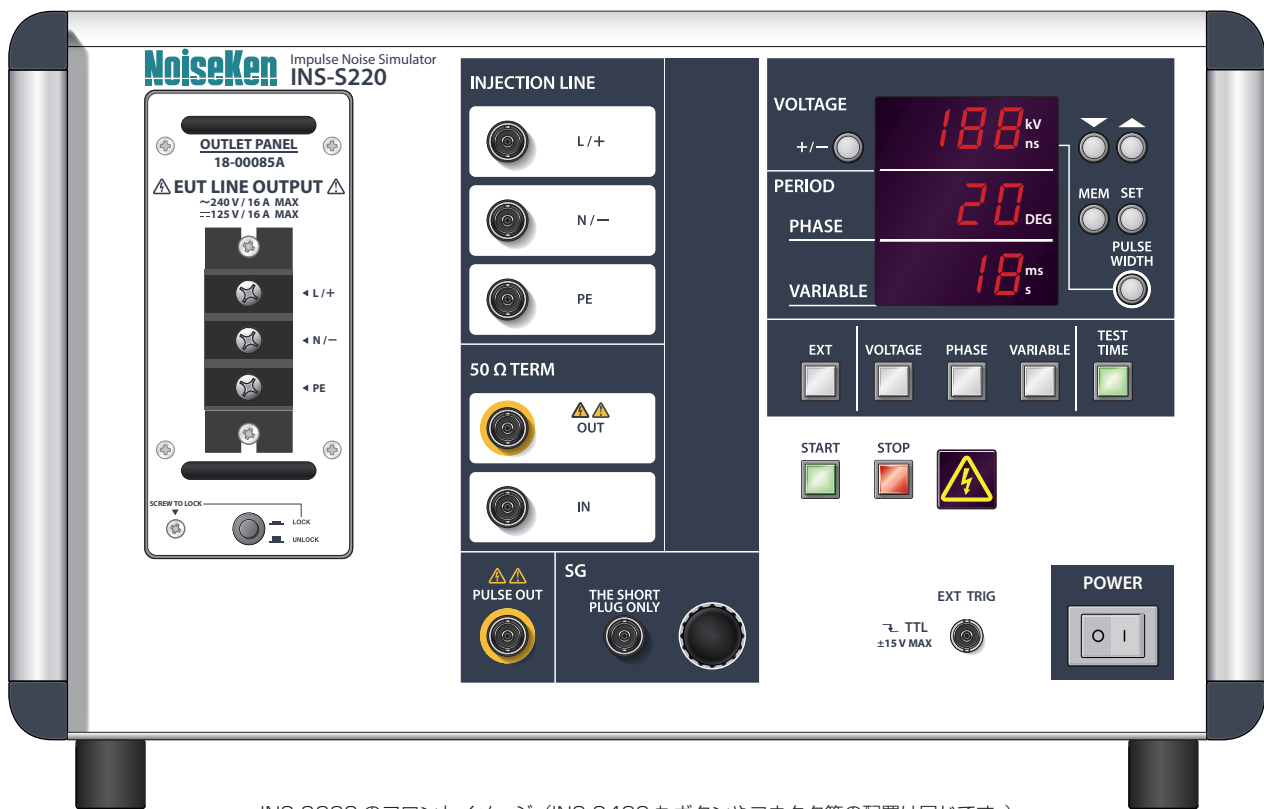 NoiseKen
Impulse Noise Simulator
INS-S220
OUTLET PANEL
18-00085A
EUT LINE OUTPUT
～240 V / 16 A MAX
⎓125 V / 16 A MAX
◄ L /+
◄ N /−
◄ PE
SCREW TO LOCK
▼
LOCK
UNLOCK
INJECTION LINE
L /+
N /−
PE
50 Ω TERM
OUT
IN
PULSE OUT
SG
THE SHORT
PLUG ONLY
VOLTAGE
+/−
188 kV
ns
PERIOD
PHASE
20 DEG
VARIABLE
18 ms
s
MEM SET
PULSE
WIDTH
EXT
VOLTAGE
PHASE
VARIABLE
TEST
TIME
START
STOP
EXT TRIG
TTL
±15 V MAX
POWER
O I